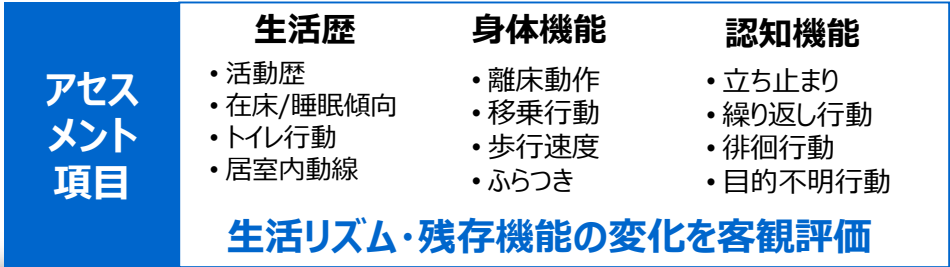 アセス
メント
項目
生活歴
・活動歴
・在床/睡眠傾向
・トイレ行動
・居室内動線
身体機能
・離床動作
・移乗行動
・歩行速度
・ふらつき
認知機能
・立ち止まり
・繰り返し行動
・徘徊行動
・目的不明行動
生活リズム・残存機能の変化を客観評価